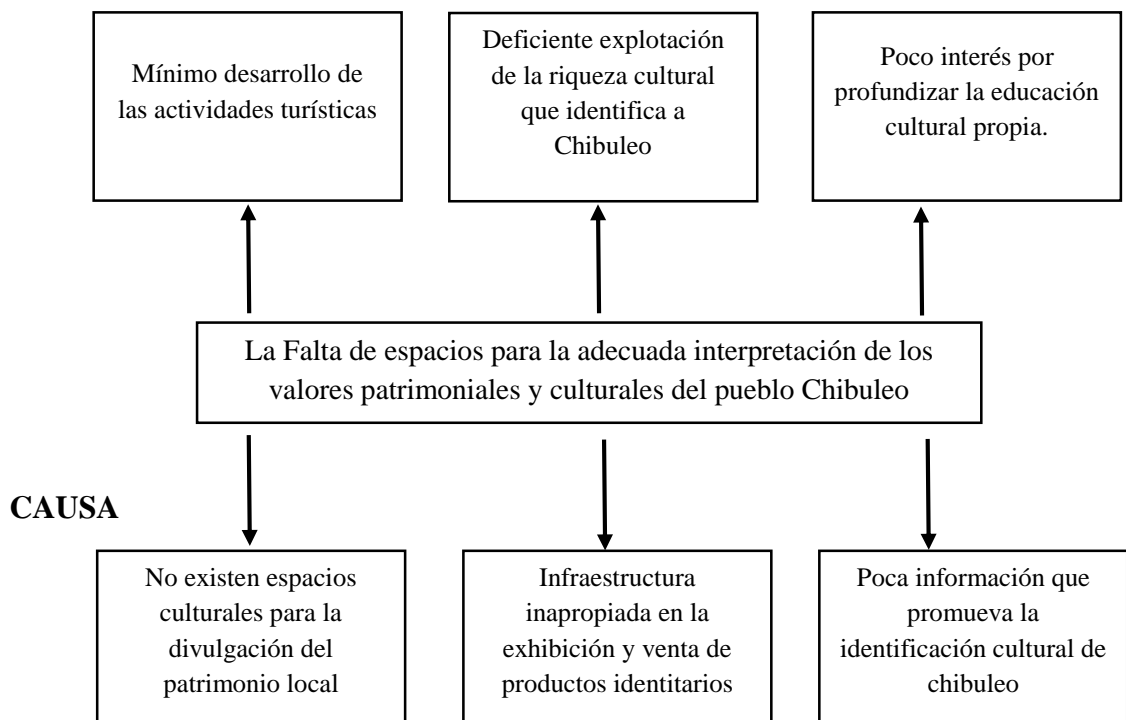 Mínimo desarrollo de
las actividades turísticas
Deficiente explotación
de la riqueza cultural
que identifica a
Chibuleo
Poco interés por
profundizar la educación
cultural propia.
La Falta de espacios para la adecuada interpretación de los
valores patrimoniales y culturales del pueblo Chibuleo
CAUSA
No existen espacios
culturales para la
divulgación del
patrimonio local
Infraestructura
inapropiada en la
exhibición y venta de
productos identitarios
Poca información que
promueva la
identificación cultural de
chibuleo